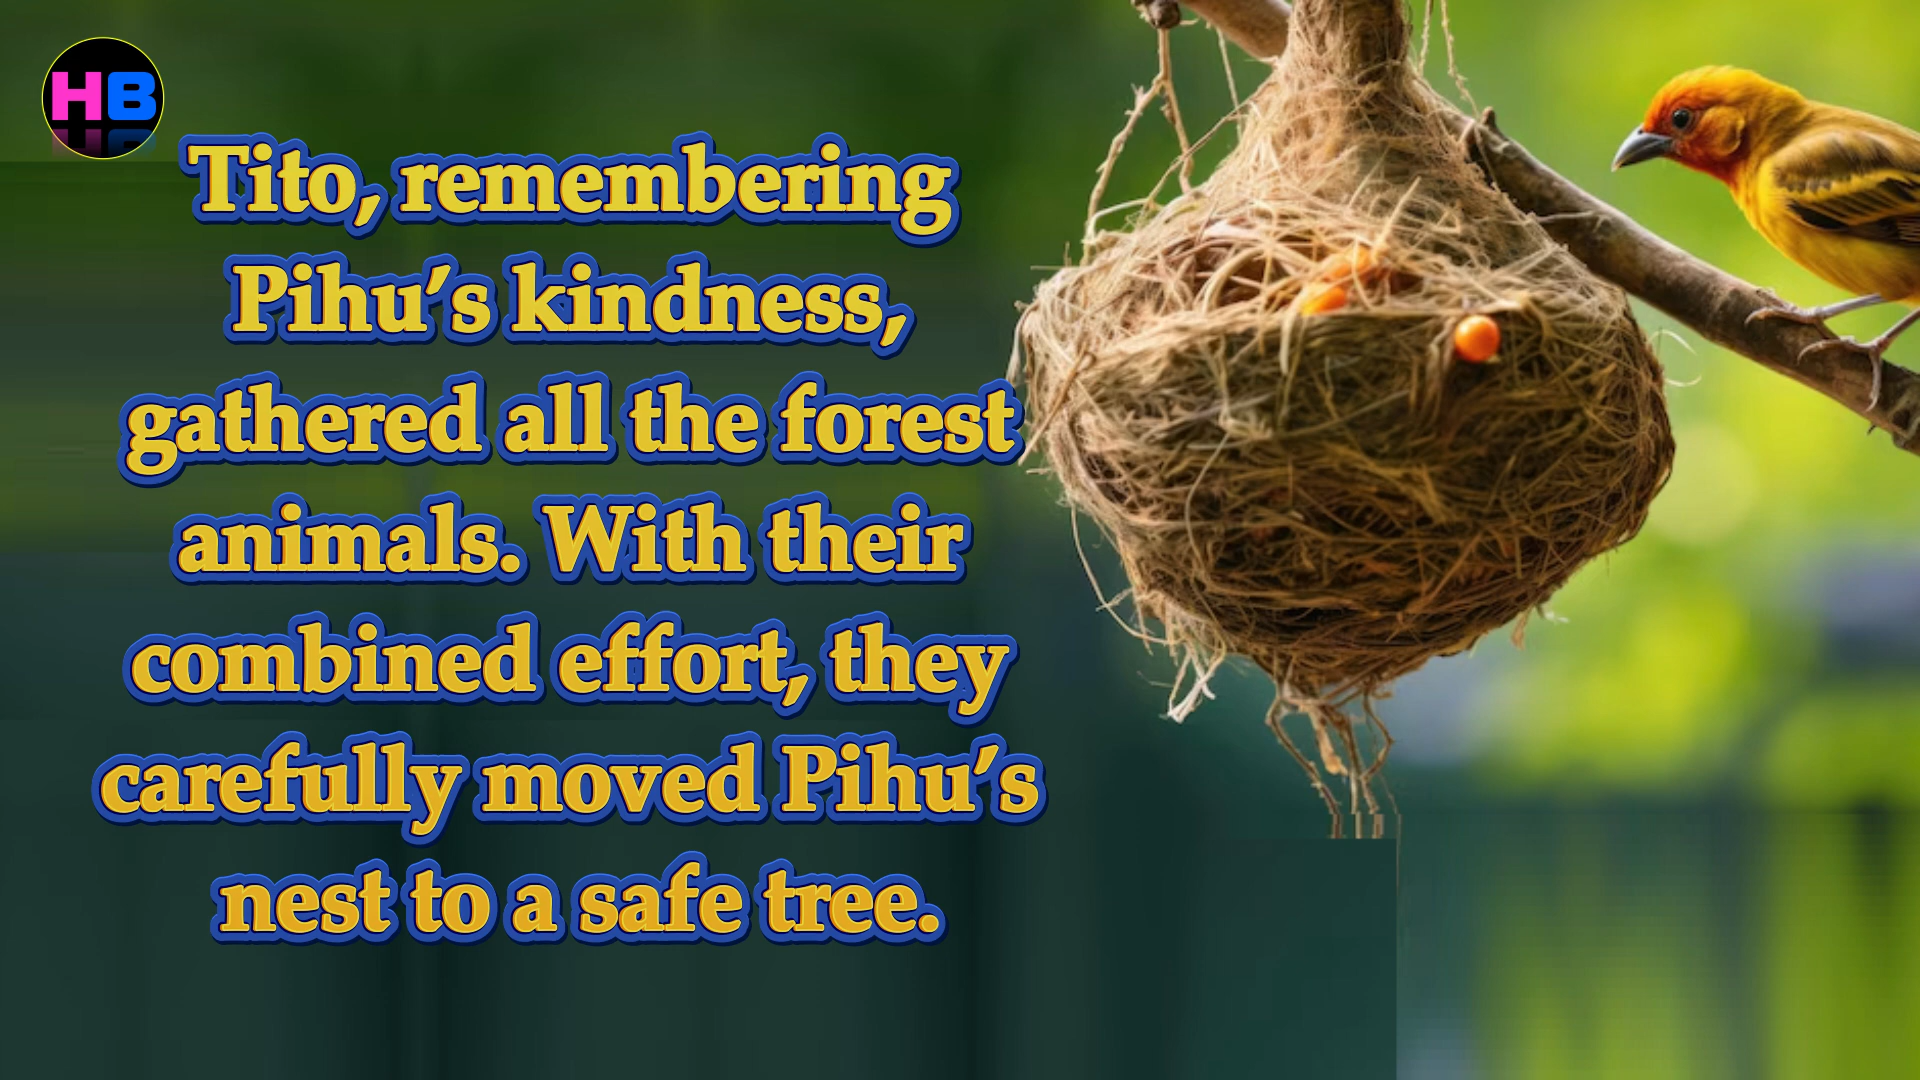 HB
Tito, remembering
Pihu’s kindness,
gathered all the forest
animals. With their
combined effort, they
carefully moved Pihu’s
nest to a safe tree.